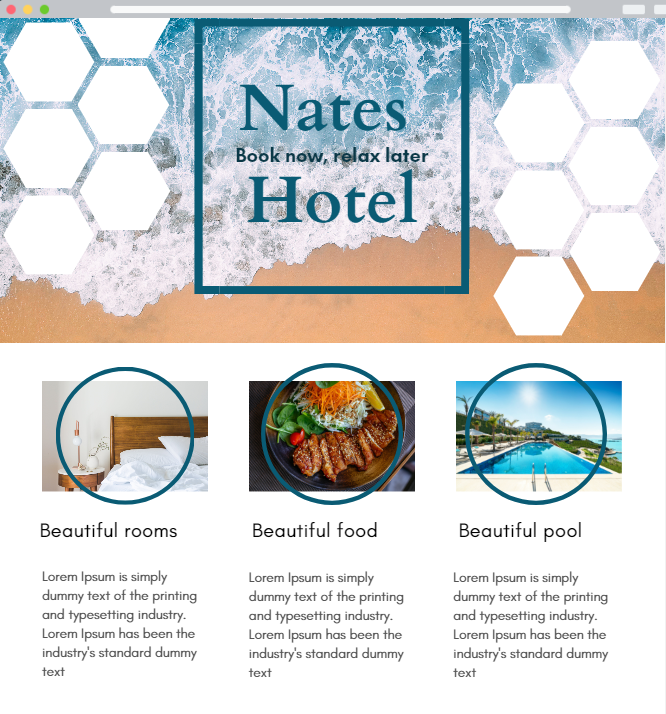 Nates
Book now, relax later
Hotel
Beautiful rooms
Beautiful food
Beautiful pool
Lorem Ipsum is simply
dummy text of the printing
and typesetting industry.
Lorem Ipsum has been the
industry's standard dummy
text
Lorem Ipsum is simply
dummy text of the printing
and typesetting industry.
Lorem Ipsum has been the
industry's standard dummy
text
Lorem Ipsum is simply
dummy text of the printing
and typesetting industry.
Lorem Ipsum has been the
industry's standard dummy
text